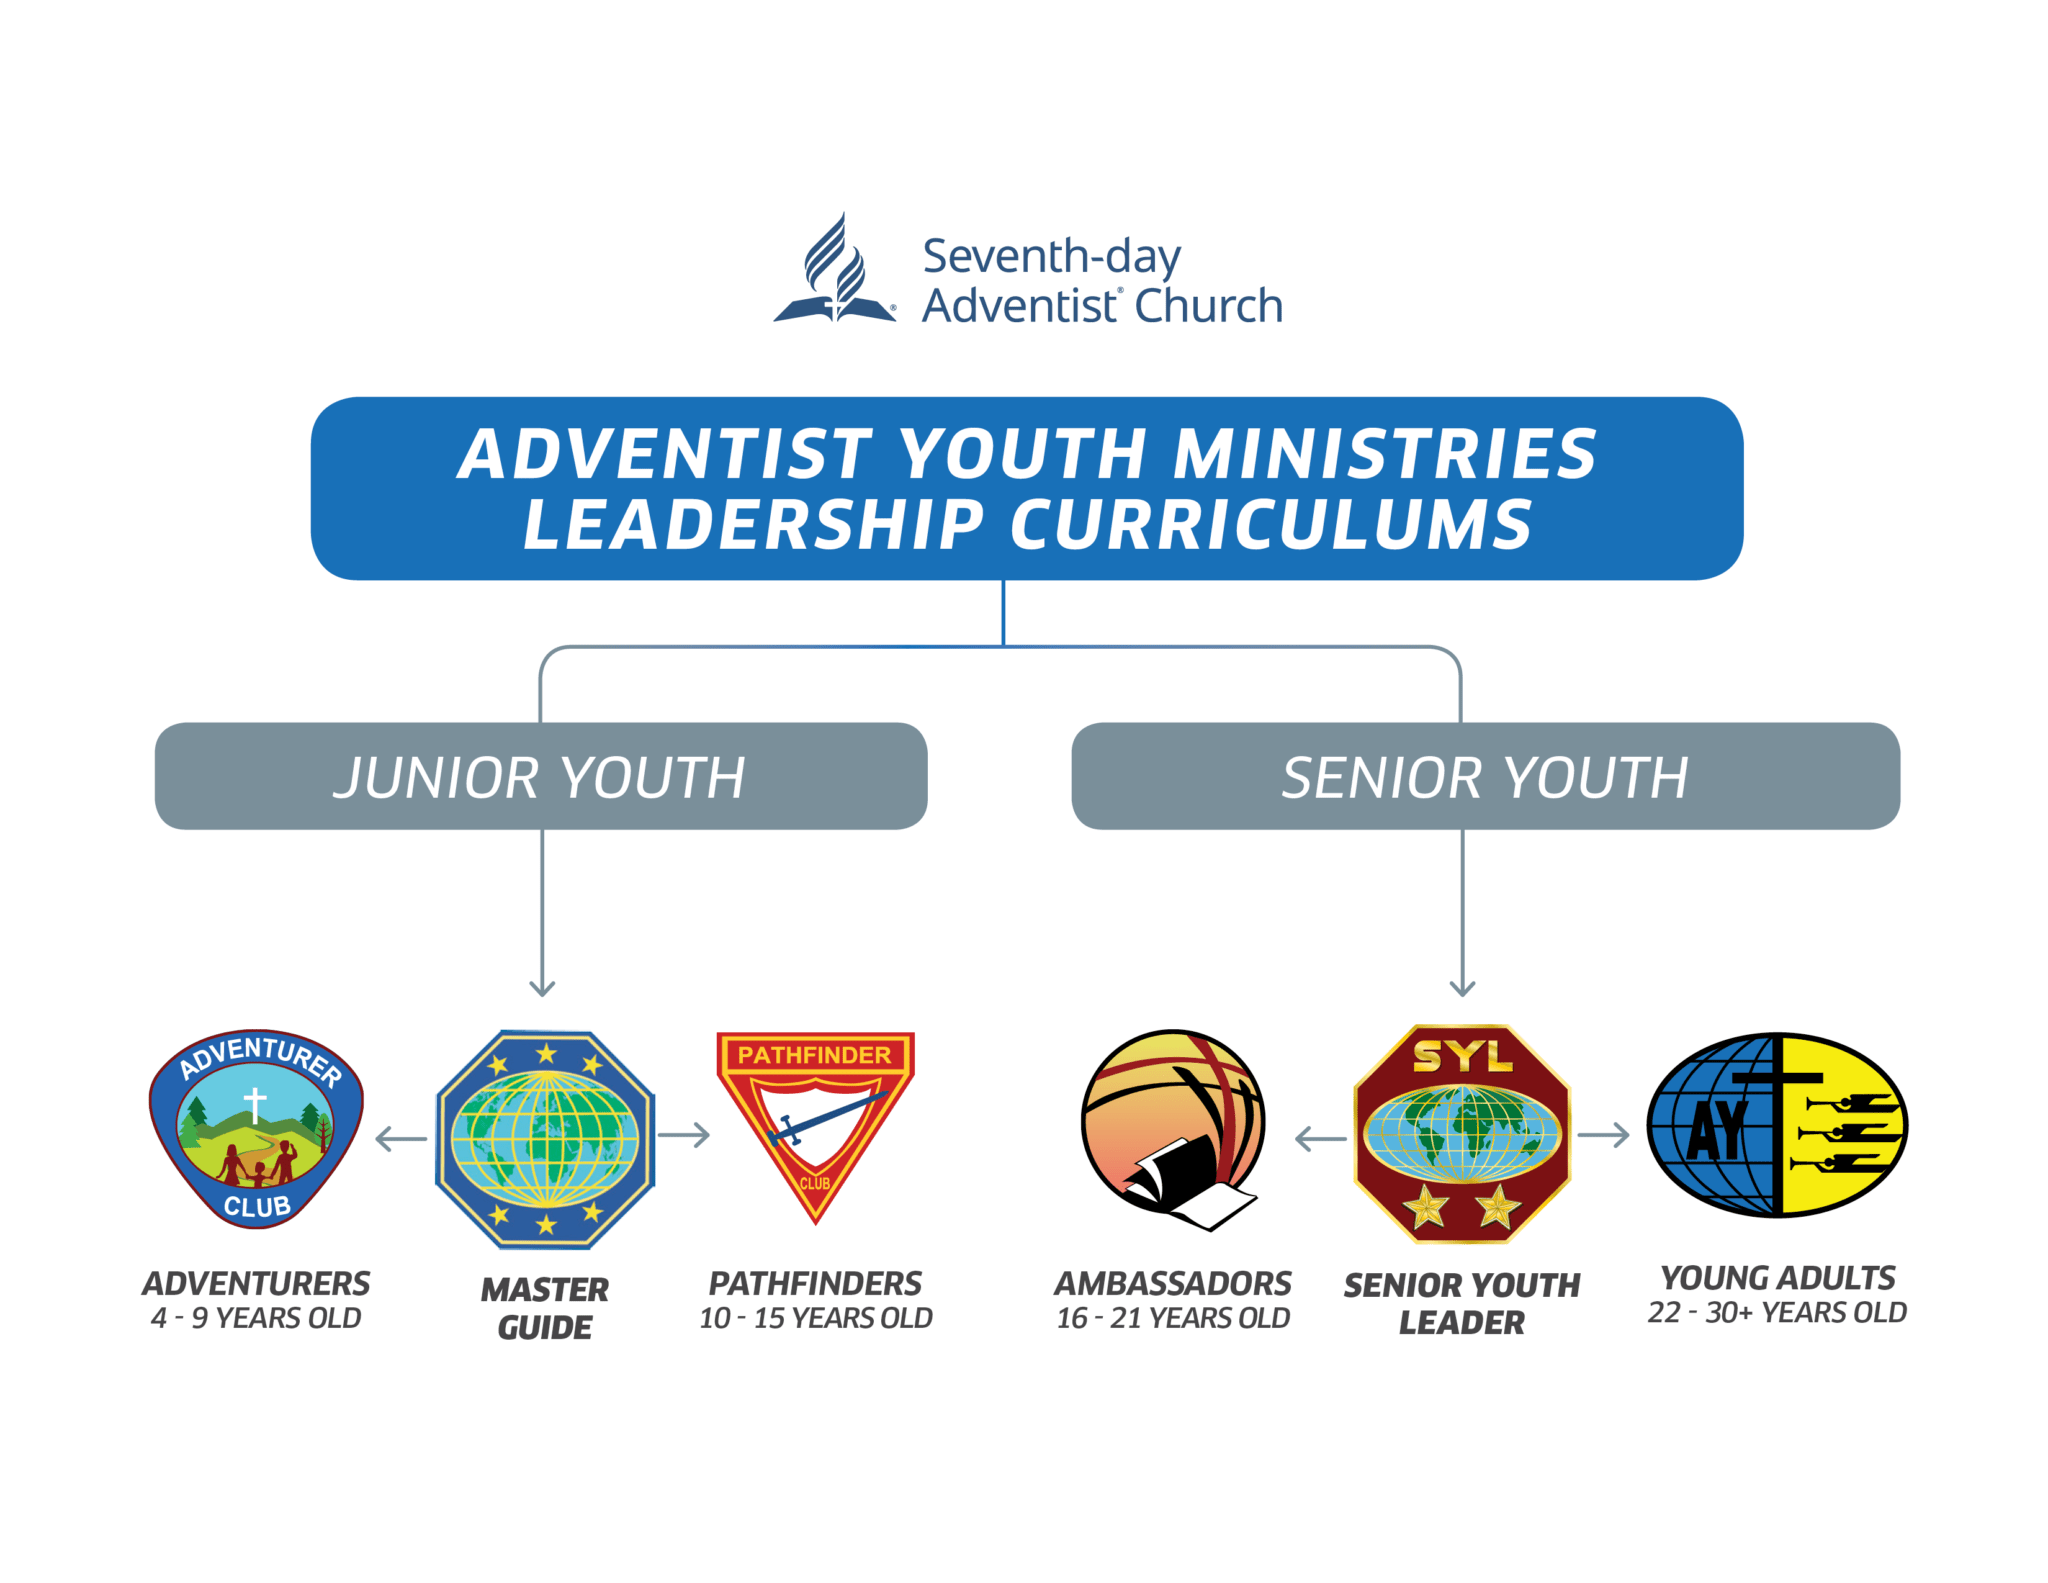 Seventh-day
Adventist® Church
®
ADVENTIST YOUTH MINISTRIES
LEADERSHIP CURRICULUMS
JUNIOR YOUTH
SENIOR YOUTH
ADVENTURER
CLUB
PATHFINDER
CLUB
SYL
AY
ADVENTURERS
4 - 9 YEARS OLD
MASTER
GUIDE
PATHFINDERS
10 - 15 YEARS OLD
AMBASSADORS
16 - 21 YEARS OLD
SENIOR YOUTH
LEADER
YOUNG ADULTS
22 - 30+ YEARS OLD